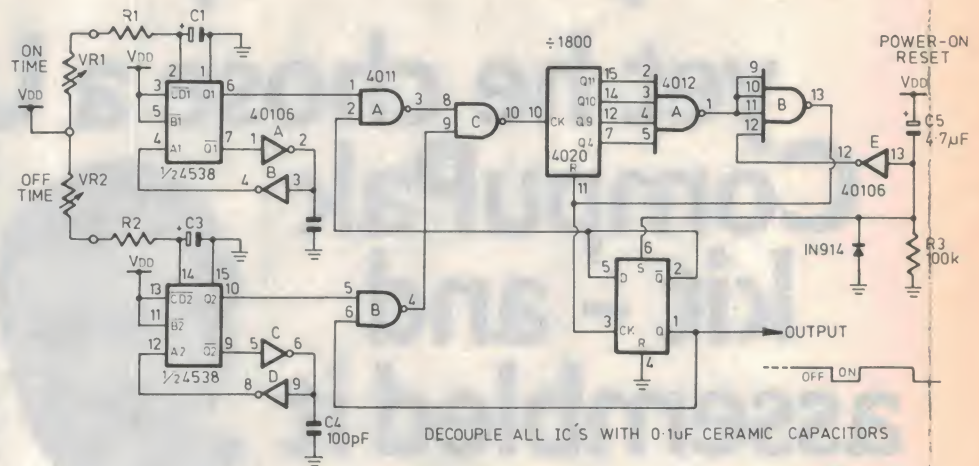 R1
C1
+
÷1800
ON
TIME
VR1
VDD
VDD
2
1
3
CD1
Q1
6
5
B1
40106
4
A1
Q1
7
1
A
2
4
B
3
1/2 4538
1
4011
2
A
3
8
9
C
10
10
CK
Q11
15
2
4012
Q10
14
3
Q9
12
4
A
1
Q4
7
5
4020
R
11
9
10
11
12
B
13
POWER-ON
RESET
VDD
+
C5
4·7µF
E
12
13
40106
OFF
TIME
VR2
R2
C3
+
VDD
14
15
13
CD2
Q2
10
11
B2
12
A2
Q2
9
5
C
6
8
D
9
1/2 4538
C4
100pF
5
6
B
4
6
5
S
2
D
Q
3
CK
Q
1
R
4
IN914
R3
100k
OUTPUT
OFF
ON
DECOUPLE ALL IC'S WITH 0·1uF CERAMIC CAPACITORS